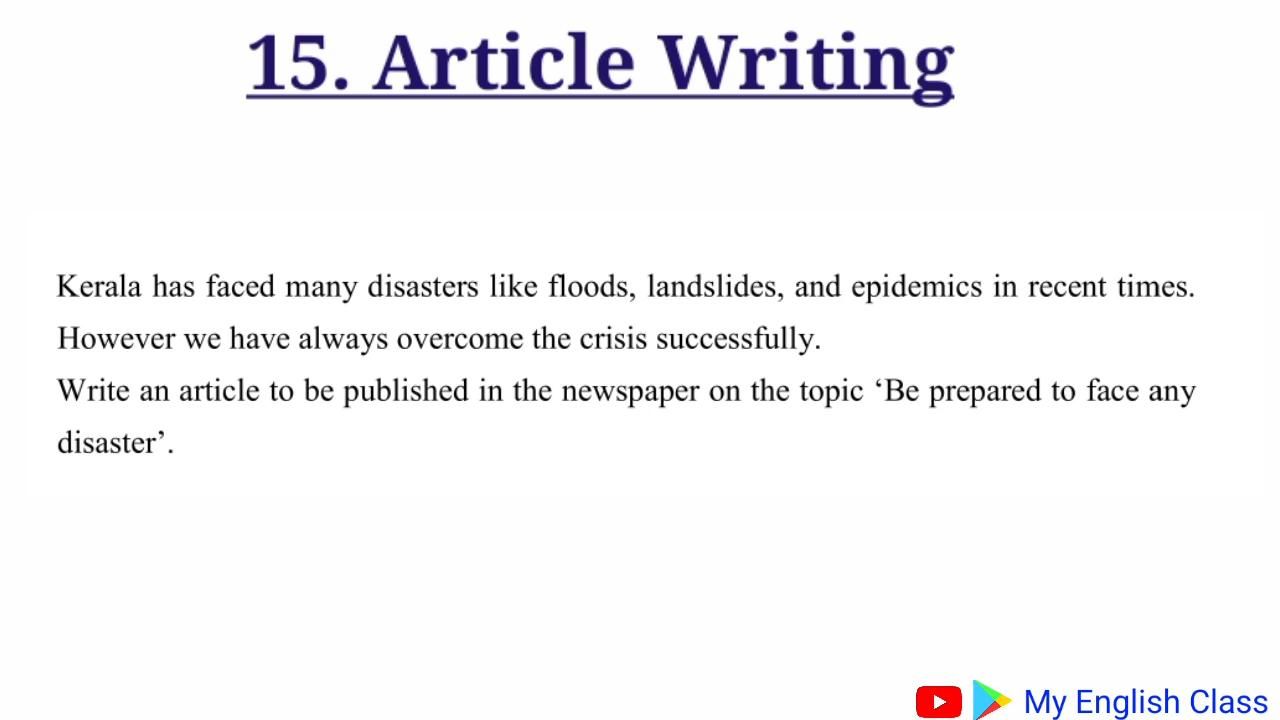 15. Article Writing
Kerala has faced many disasters like floods, landslides, and epidemics in recent times.
However we have always overcome the crisis successfully.
Write an article to be published in the newspaper on the topic ‘Be prepared to face any
disaster’.
My English Class